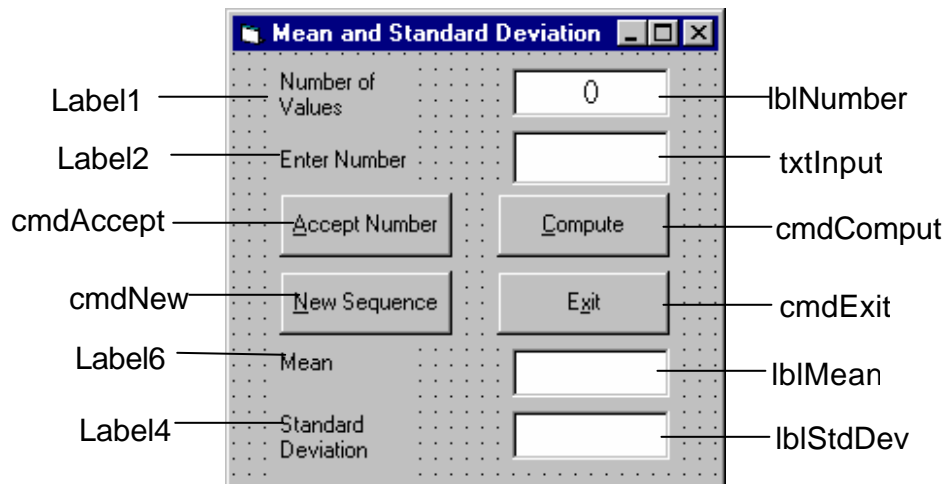 Mean and Standard Deviation
Label1
Number of
Values
0
lblNumber
Label2
Enter Number
txtInput
cmdAccept
Accept Number
Compute
cmdComput
cmdNew
New Sequence
Exit
cmdExit
Label6
Mean
lblMean
Label4
Standard
Deviation
lblStdDev